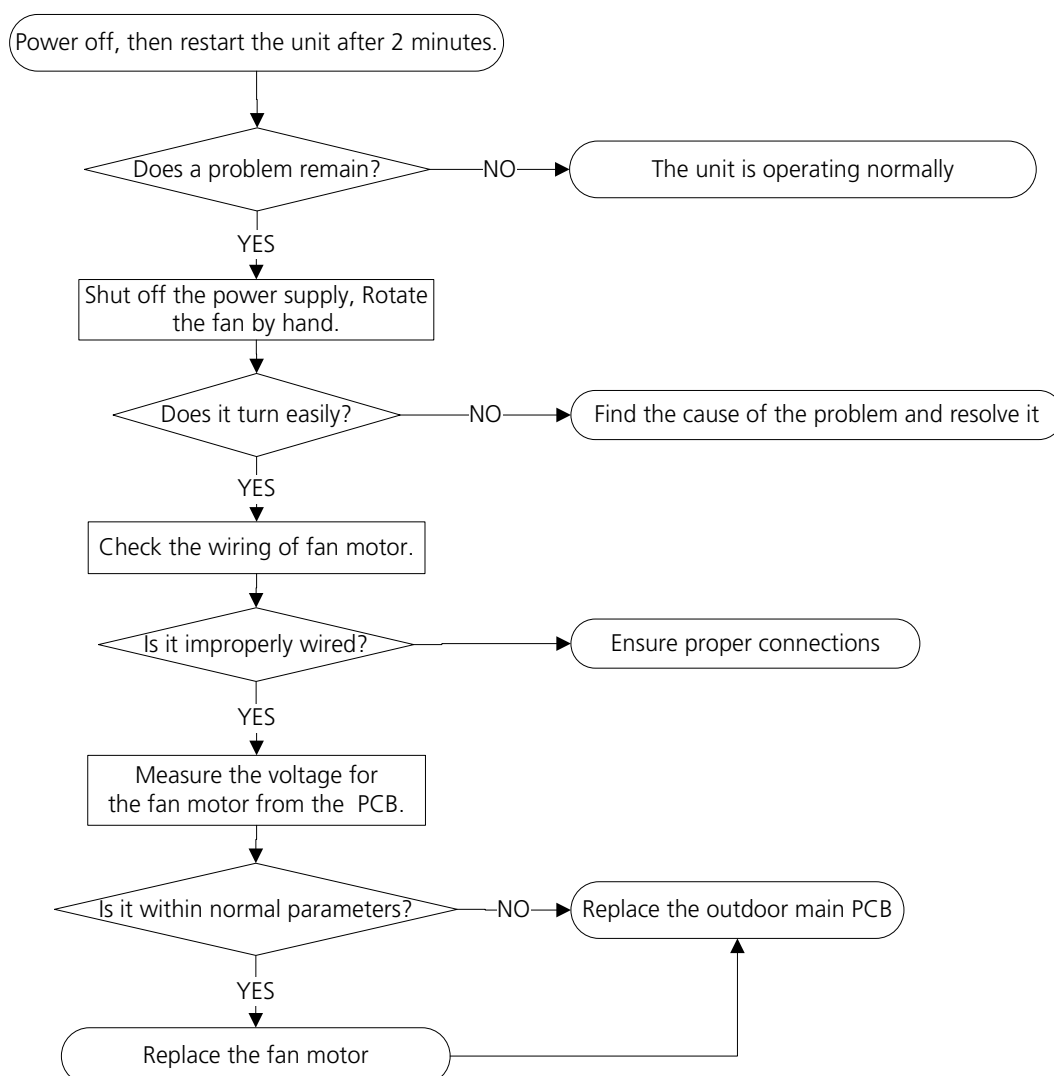 Power off, then restart the unit after 2 minutes.
Does a problem remain?
NO
The unit is operating normally
YES
Shut off the power supply, Rotate
the fan by hand.
Does it turn easily?
NO
Find the cause of the problem and resolve it
YES
Check the wiring of fan motor.
Is it improperly wired?
Ensure proper connections
YES
Measure the voltage for
the fan motor from the PCB.
Is it within normal parameters?
NO
Replace the outdoor main PCB
YES
Replace the fan motor